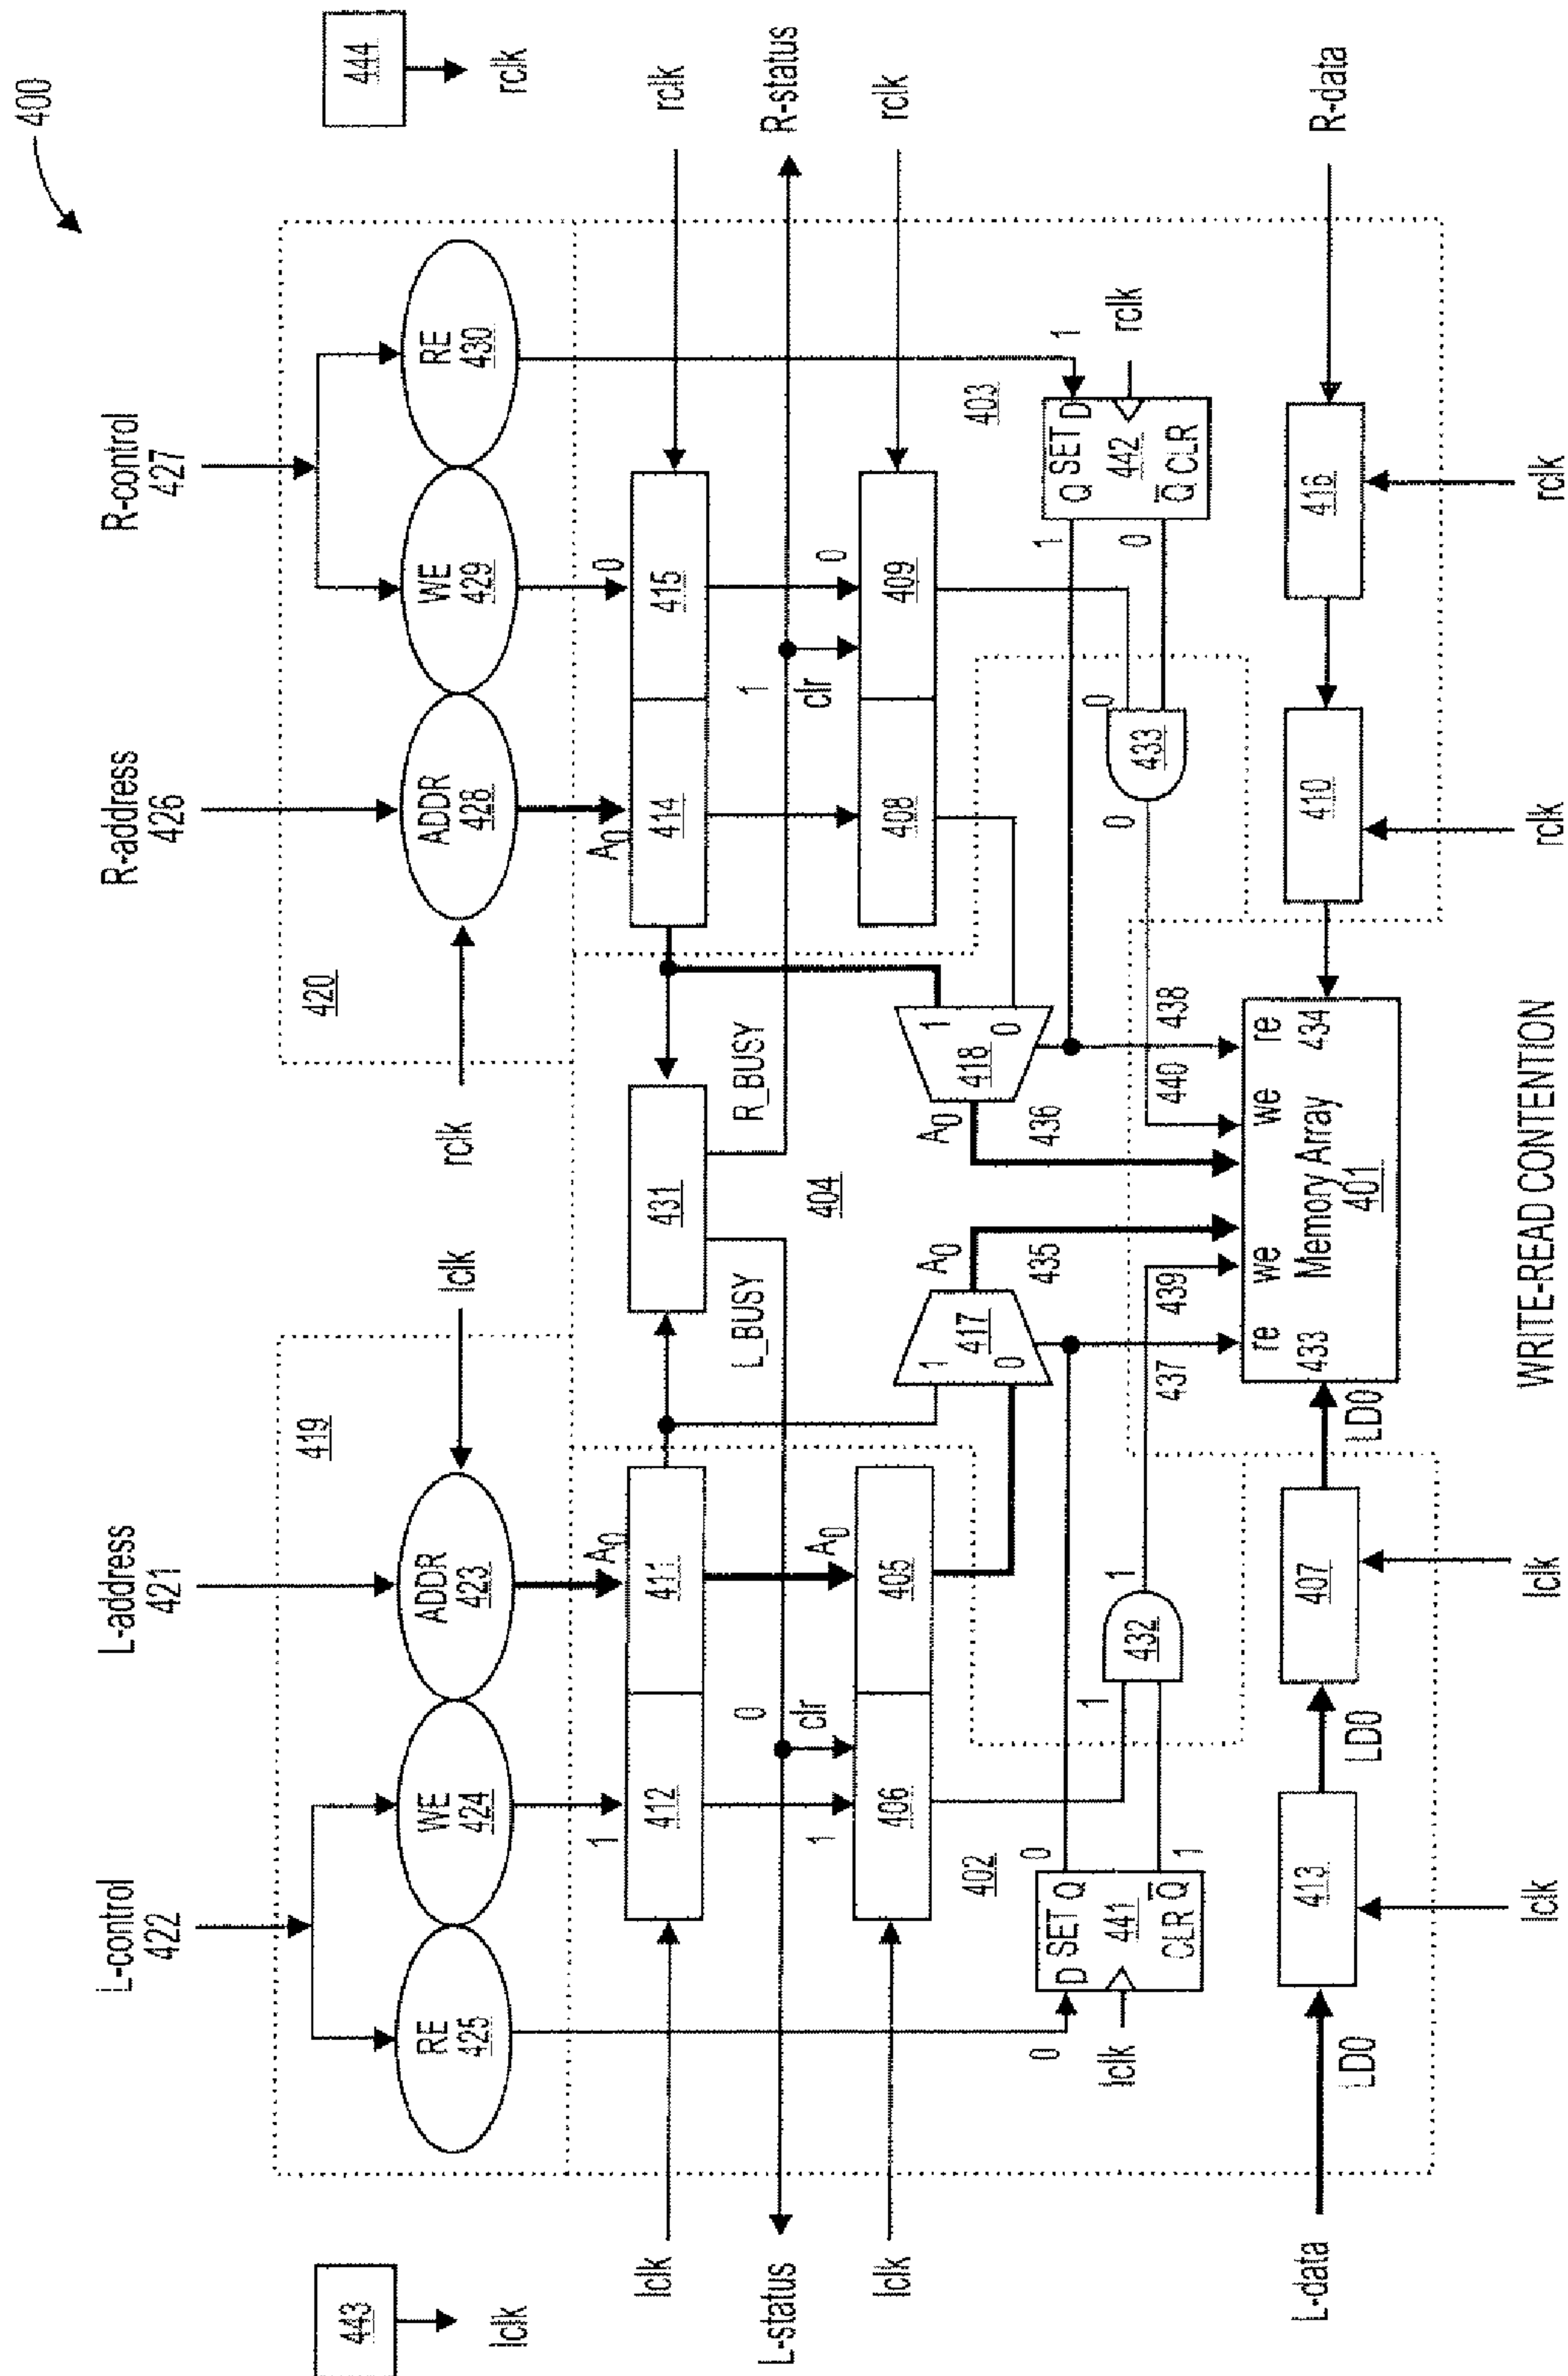 400
L-control
422
L-address
421
R-address
426
R-control
427
443
lclk
444
rclk
419
420
RE
425
WE
424
ADDR
423
lclk
rclk
ADDR
428
WE
429
RE
430
1
A0
A0
0
lclk
412
411
431
414
415
rclk
L_BUSY
R_BUSY
0
1
L-status
R-status
clr
clr
1
A0
0
404
lclk
406
405
408
409
rclk
402
403
1
0
417
418
1
0
A0
A0
435
436
0
D SET Q
441
CLR Q̅
0
1
lclk
1
432
1
0
433
0
1
0
Q SET D
442
Q̅ CLR
1
rclk
437
439
440
438
re
we
we
re
433
434
Memory Array
401
L-data
LD0
413
LD0
407
LD0
410
416
R-data
lclk
lclk
rclk
rclk
WRITE-READ CONTENTION